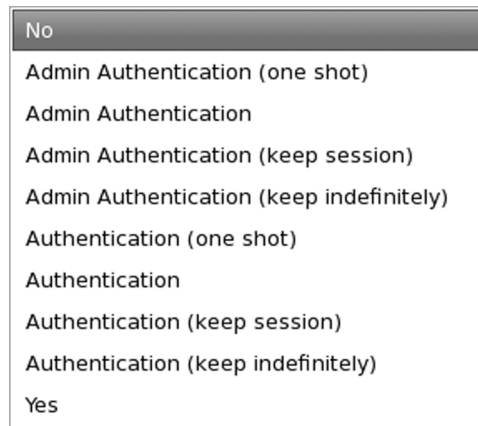 No
Admin Authentication (one shot)
Admin Authentication
Admin Authentication (keep session)
Admin Authentication (keep indefinitely)
Authentication (one shot)
Authentication
Authentication (keep session)
Authentication (keep indefinitely)
Yes